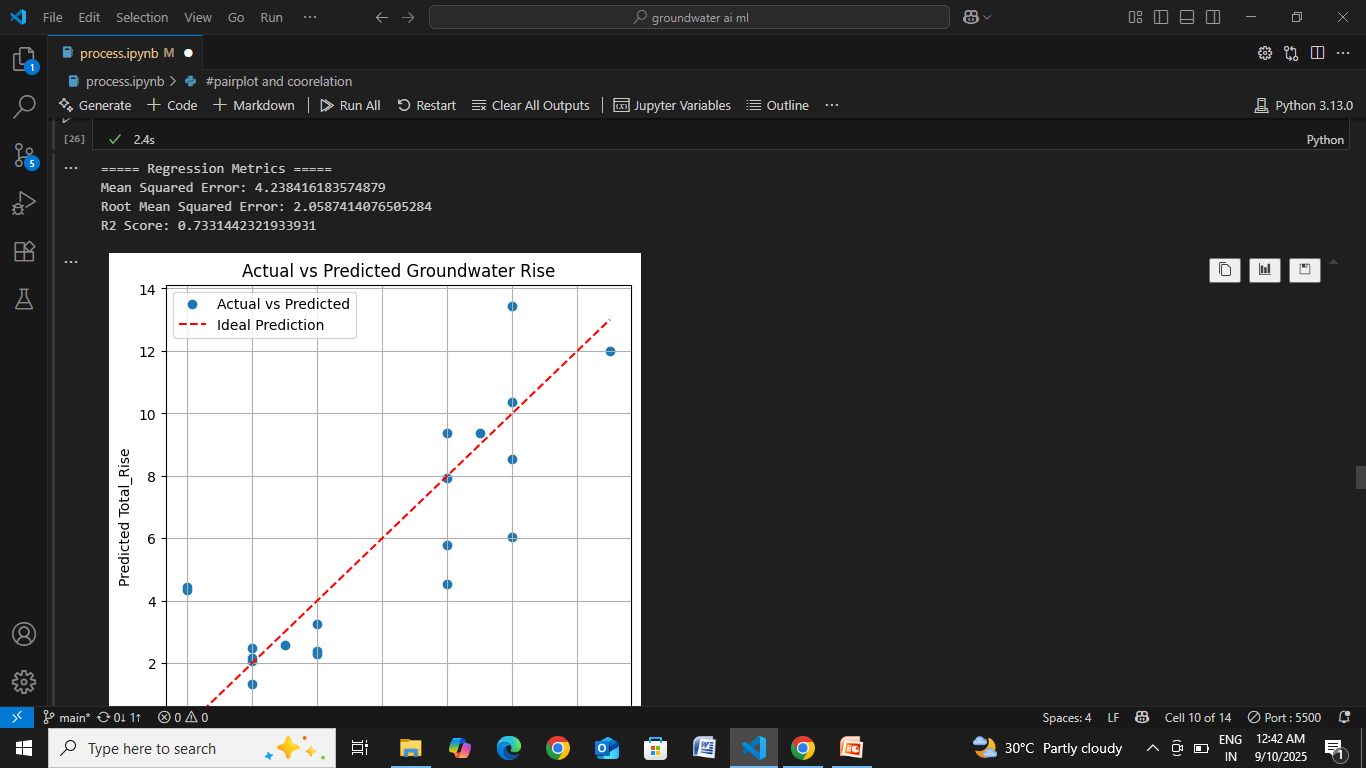 File Edit Selection View Go Run ··· groundwater ai ml
process.ipynb M
process.ipynb > #pairplot and coorelation
Generate + Code + Markdown Run All Restart Clear All Outputs Jupyter Variables Outline ··· Python 3.13.0
[26] 2.4s Python
===== Regression Metrics =====
Mean Squared Error: 4.238416183574879
Root Mean Squared Error: 2.0587414076505284
R2 Score: 0.7331442321933931
Actual vs Predicted Groundwater Rise
Actual vs Predicted
Ideal Prediction
14
12
10
8
6
4
2
Predicted Total_Rise
1
5
main* 0↓ 1↑ 0 0 Spaces: 4 LF Cell 10 of 14 Port : 5500
Type here to search 30°C Partly cloudy ENG IN 12:42 AM 9/10/2025 1